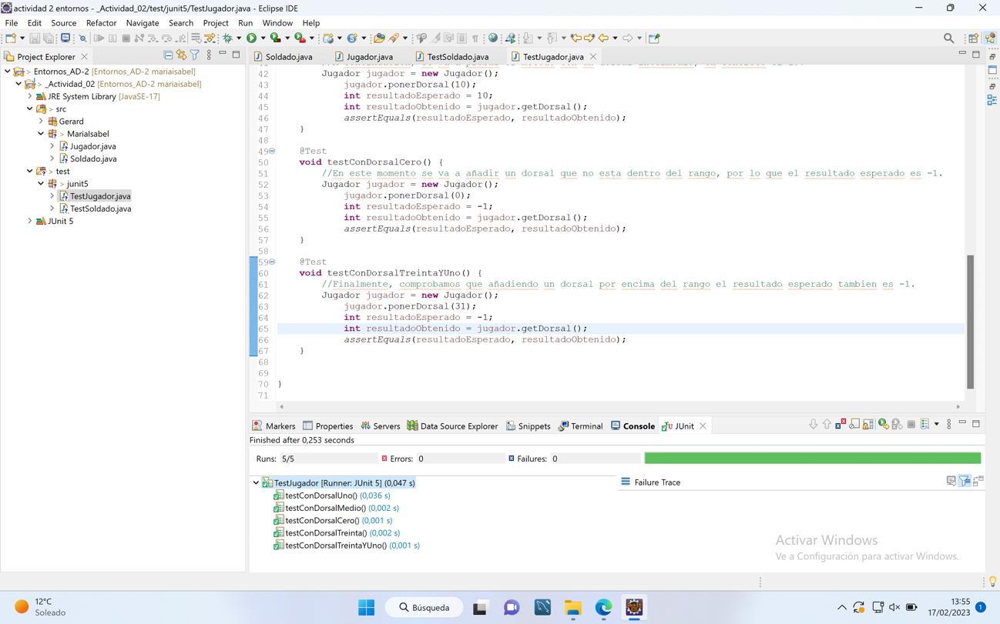 actividad 2 entornos - _Actividad_02/test/junit5/TestJugador.java - Eclipse IDE
File Edit Source Refactor Navigate Search Project Run Window Help
Project Explorer
Soldado.java Jugador.java TestSoldado.java TestJugador.java
Entornos_AD-2 [Entornos_AD-2 mariaisabel]
_Actividad_02 [Entornos_AD-2 mariaisabel]
JRE System Library [JavaSE-17]
src
Gerard
MariaIsabel
Jugador.java
Soldado.java
test
junit5
TestJugador.java
TestSoldado.java
JUnit 5
42 Jugador jugador = new Jugador();
43 jugador.ponerDorsal(10);
44 int resultadoEsperado = 10;
45 int resultadoObtenido = jugador.getDorsal();
46 assertEquals(resultadoEsperado, resultadoObtenido);
47 }
48
49 @Test
50 void testConDorsalCero() {
51 //En este momento se va a añadir un dorsal que no esta dentro del rango, por lo que el resultado esperado es -1.
52 Jugador jugador = new Jugador();
53 jugador.ponerDorsal(0);
54 int resultadoEsperado = -1;
55 int resultadoObtenido = jugador.getDorsal();
56 assertEquals(resultadoEsperado, resultadoObtenido);
57 }
58
59 @Test
60 void testConDorsalTreintaYUno() {
61 //Finalmente, comprobamos que añadiendo un dorsal por encima del rango el resultado esperado tambien es -1.
62 Jugador jugador = new Jugador();
63 jugador.ponerDorsal(31);
64 int resultadoEsperado = -1;
65 int resultadoObtenido = jugador.getDorsal();
66 assertEquals(resultadoEsperado, resultadoObtenido);
67 }
68
69
70 }
71
Markers Properties Servers Data Source Explorer Snippets Terminal Console JUnit
Finished after 0,253 seconds
Runs: 5/5 Errors: 0 Failures: 0
TestJugador [Runner: JUnit 5] (0,047 s)
testConDorsalUno() (0,036 s)
testConDorsalMedio() (0,002 s)
testConDorsalCero() (0,001 s)
testConDorsalTreinta() (0,002 s)
testConDorsalTreintaYUno() (0,001 s)
Failure Trace
Activar Windows
Ve a Configuración para activar Windows.
12°C
Soleado
Búsqueda
13:55
17/02/2023
1